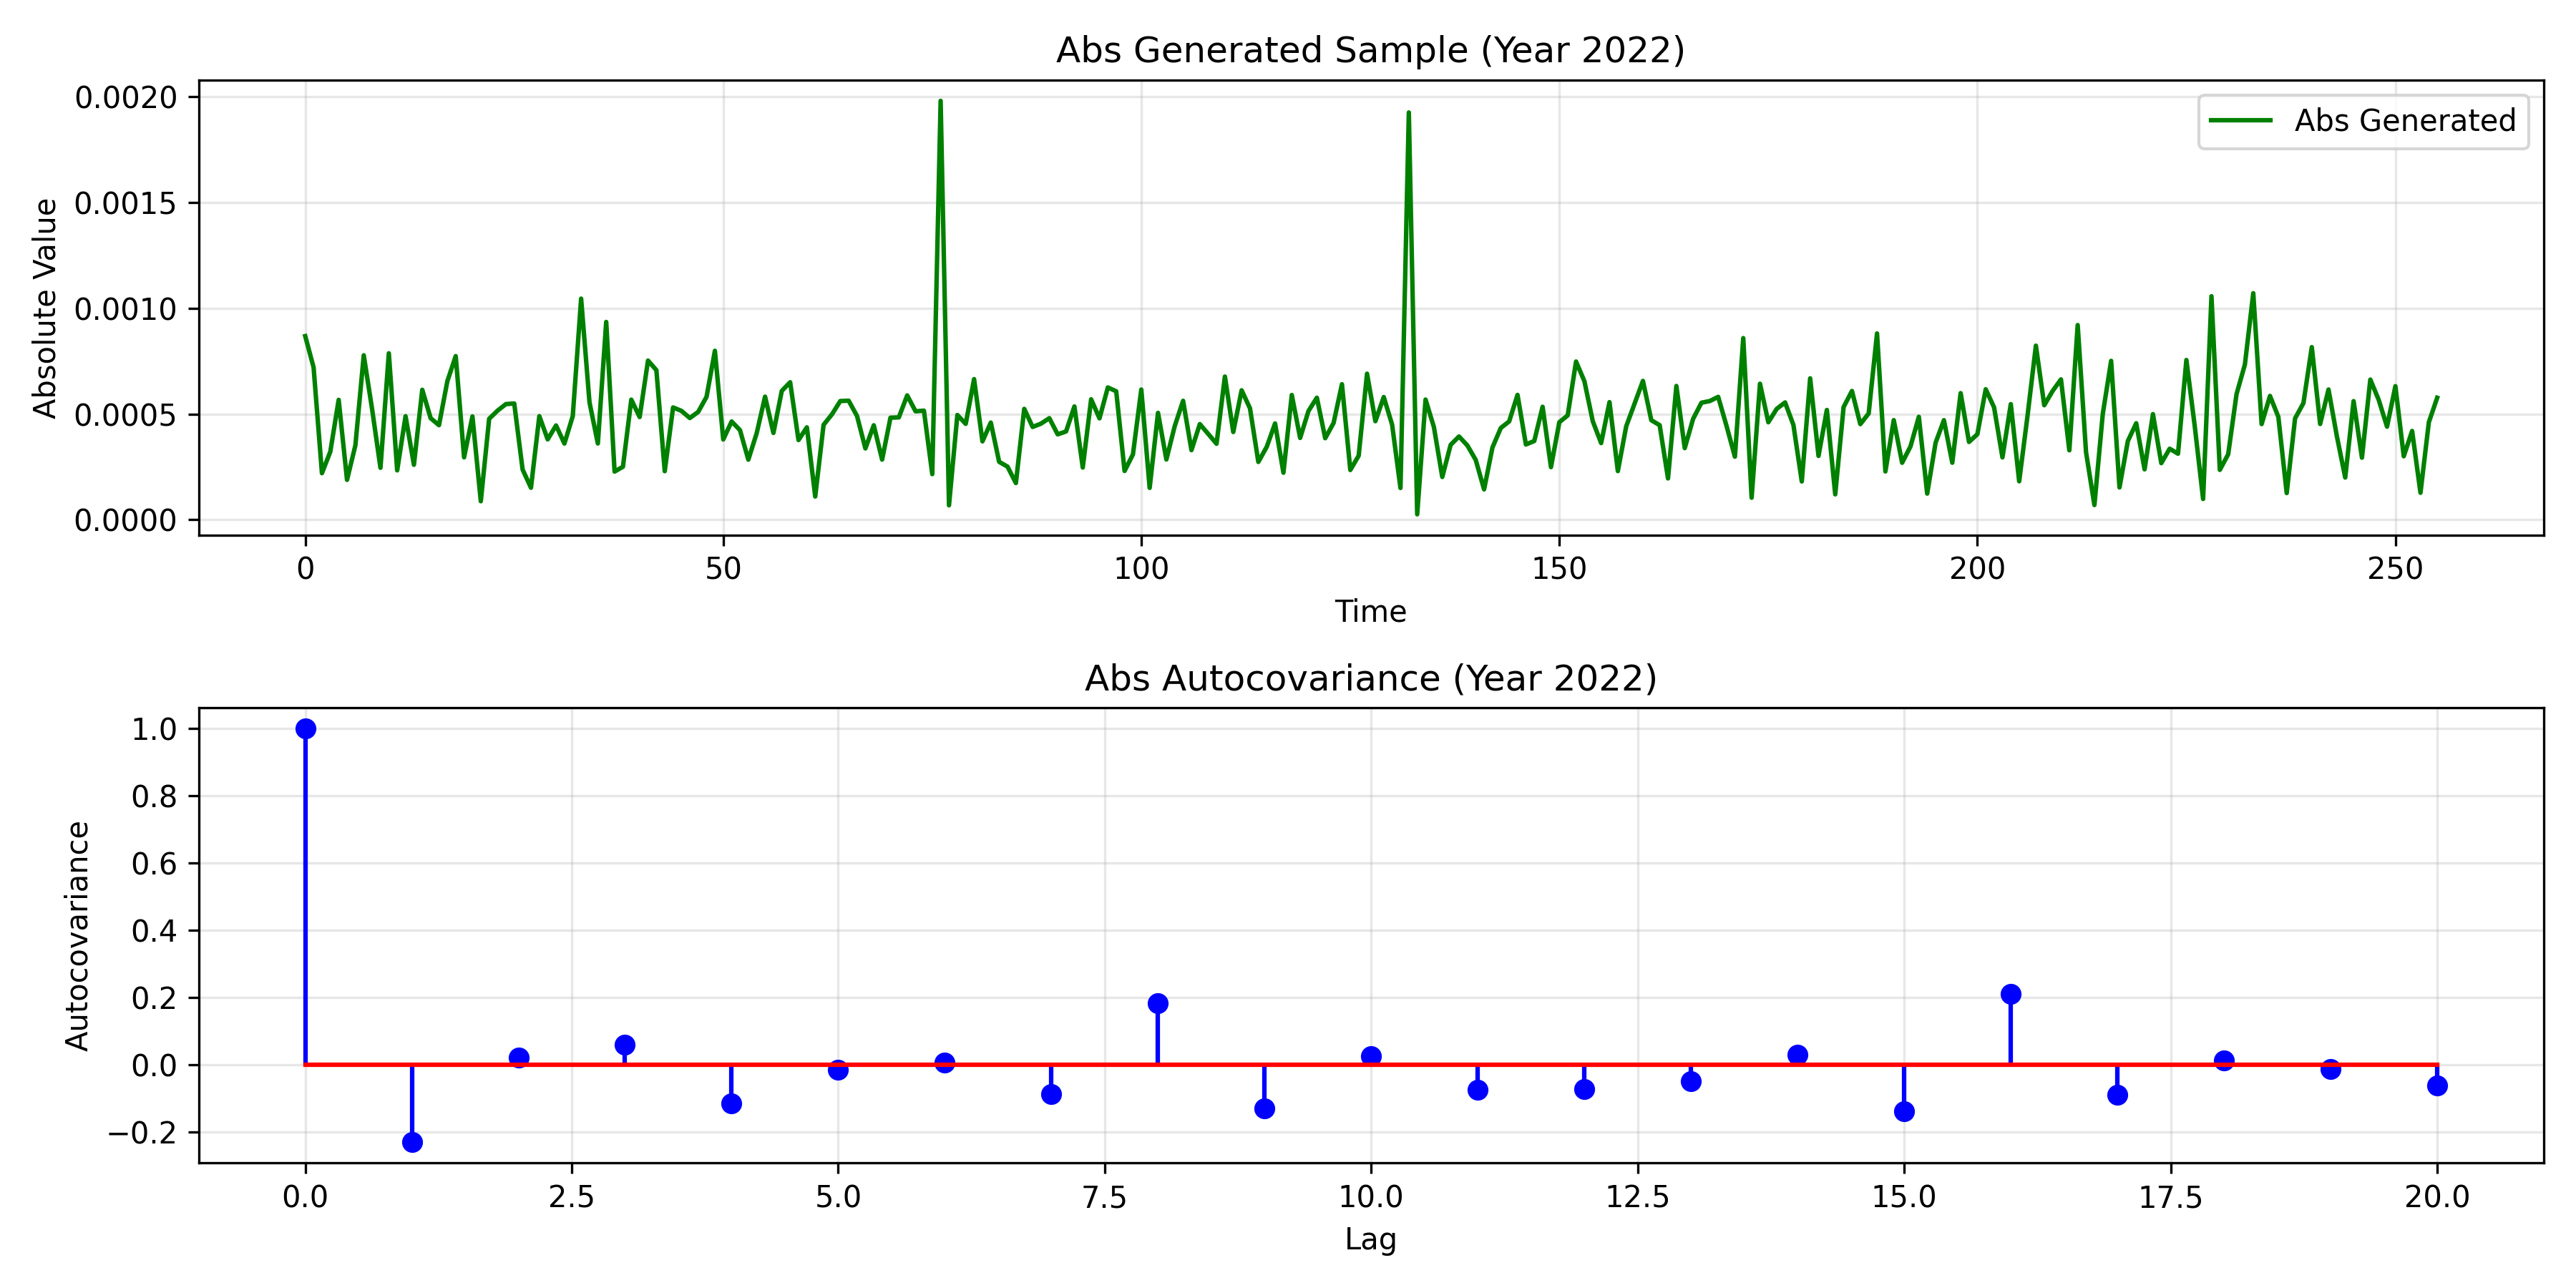 Abs Generated Sample (Year 2022)
Absolute Value
0.0020
0.0015
0.0010
0.0005
0.0000
Abs Generated
0 50 100 150 200 250
Time
Abs Autocovariance (Year 2022)
Autocovariance
1.0
0.8
0.6
0.4
0.2
0.0
−0.2
0.0 2.5 5.0 7.5 10.0 12.5 15.0 17.5 20.0
Lag